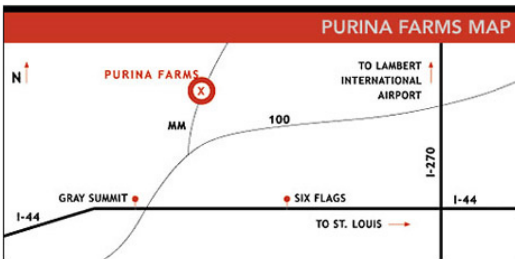 PURINA FARMS MAP
N
PURINA FARMS
X
TO LAMBERT
INTERNATIONAL
AIRPORT
MM
100
I-270
GRAY SUMMIT
SIX FLAGS
I-44
I-44
TO ST. LOUIS